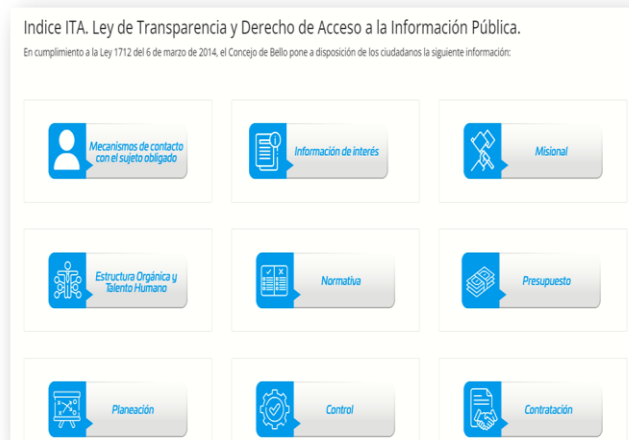 Indice ITA. Ley de Transparencia y Derecho de Acceso a la Información Pública.
En cumplimiento a la Ley 1712 del 6 de marzo de 2014, el Concejo de Bello pone a disposición de los ciudadanos la siguiente información:
Mecanismos de contacto
con el sujeto obligado
Información de interés
Misional
Estructura Orgánica y
Talento Humano
Normativa
Presupuesto
Planeación
Control
Contratación